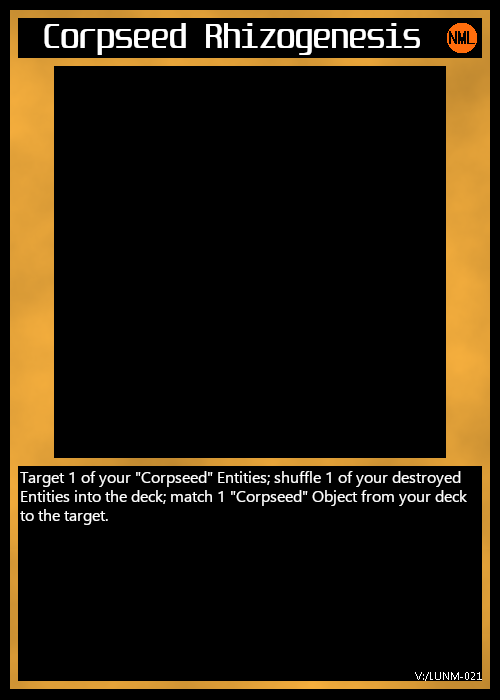 Corpseed Rhizogenesis
NML
Target 1 of your "Corpseed" Entities; shuffle 1 of your destroyed
Entities into the deck; match 1 "Corpseed" Object from your deck
to the target.
V:/LUNM-021